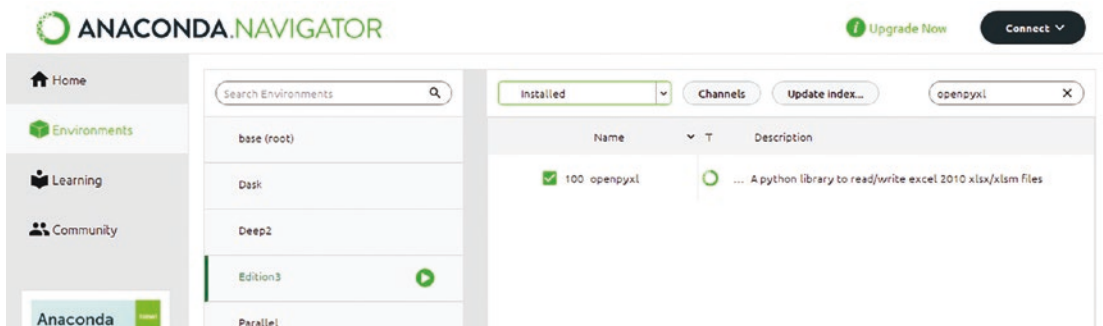 ANACONDA.NAVIGATOR
Upgrade Now
Connect
Home
Environments
Learning
Community
Anaconda
Search Environments
base (root)
Dask
Deep2
Edition3
Parallel
Installed
Channels
Update index...
openpyxl
X
Name
T
Description
100 openpyxl
... A python library to read/write excel 2010 xlsx/xlsm files